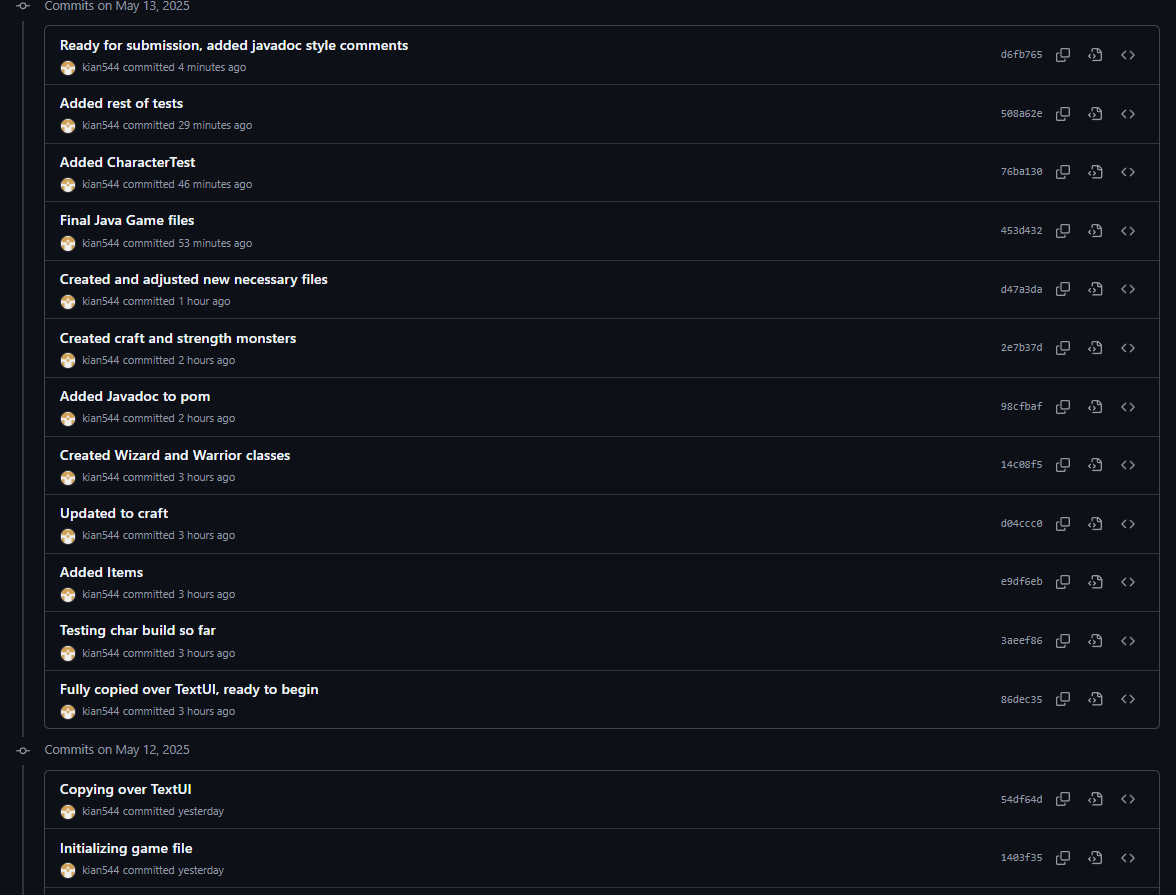 Commits on May 13, 2025
Ready for submission, added javadoc style comments
kian544 committed 4 minutes ago
d6fb765
Added rest of tests
kian544 committed 29 minutes ago
508a62e
Added CharacterTest
kian544 committed 46 minutes ago
76ba130
Final Java Game files
kian544 committed 53 minutes ago
453d432
Created and adjusted new necessary files
kian544 committed 1 hour ago
d47a3da
Created craft and strength monsters
kian544 committed 2 hours ago
2e7b37d
Added Javadoc to pom
kian544 committed 2 hours ago
98cfbaf
Created Wizard and Warrior classes
kian544 committed 3 hours ago
14c08f5
Updated to craft
kian544 committed 3 hours ago
d04ccc0
Added Items
kian544 committed 3 hours ago
e9df6eb
Testing char build so far
kian544 committed 3 hours ago
3aeef86
Fully copied over TextUI, ready to begin
kian544 committed 3 hours ago
86dec35
Commits on May 12, 2025
Copying over TextUI
kian544 committed yesterday
54df64d
Initializing game file
kian544 committed yesterday
1403f35